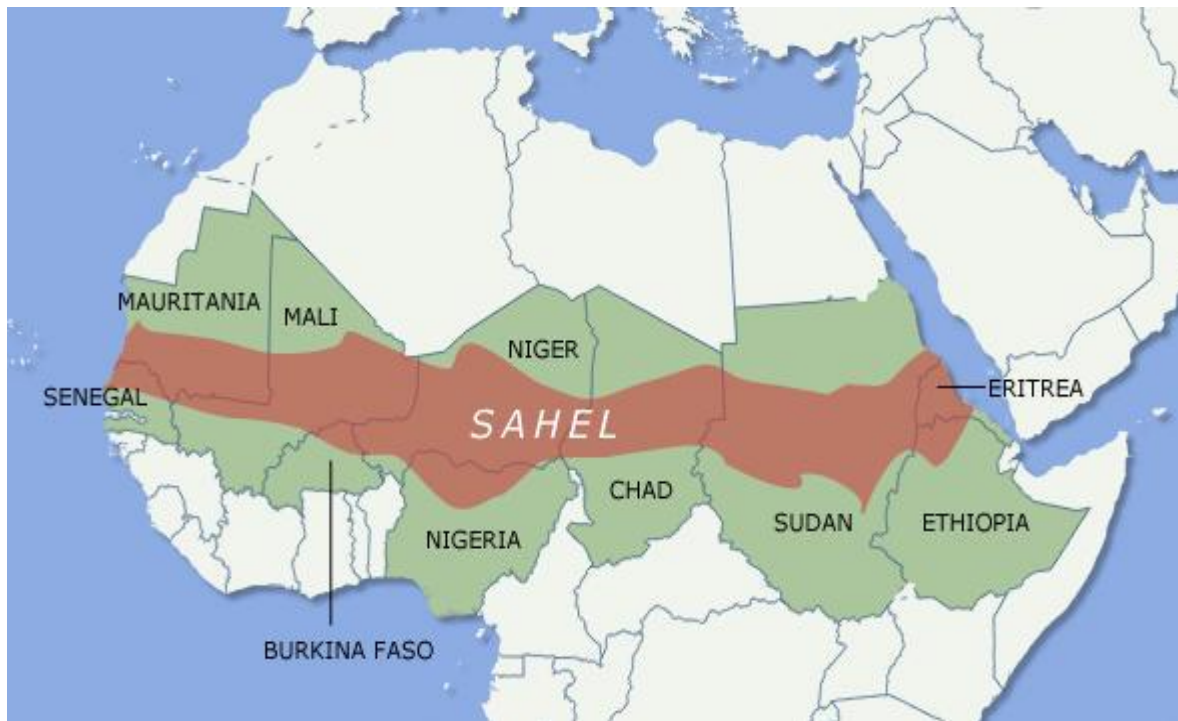 MAURITANIA
MALI
NIGER
SENEGAL
ERITREA
SAHEL
CHAD
SUDAN
ETHIOPIA
NIGERIA
BURKINA FASO